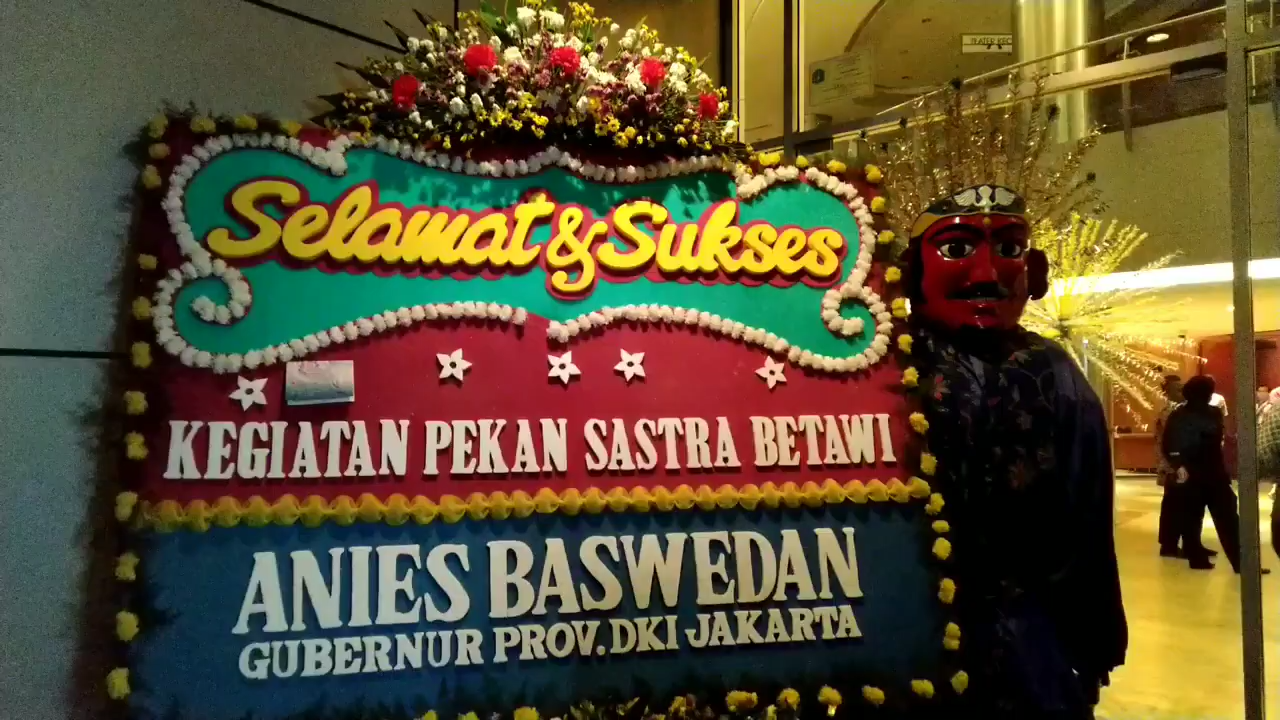 Selamat & Sukses
KEGIATAN PEKAN SASTRA BETAWI
ANIES BASWEDAN
GUBERNUR PROV. DKI JAKARTA